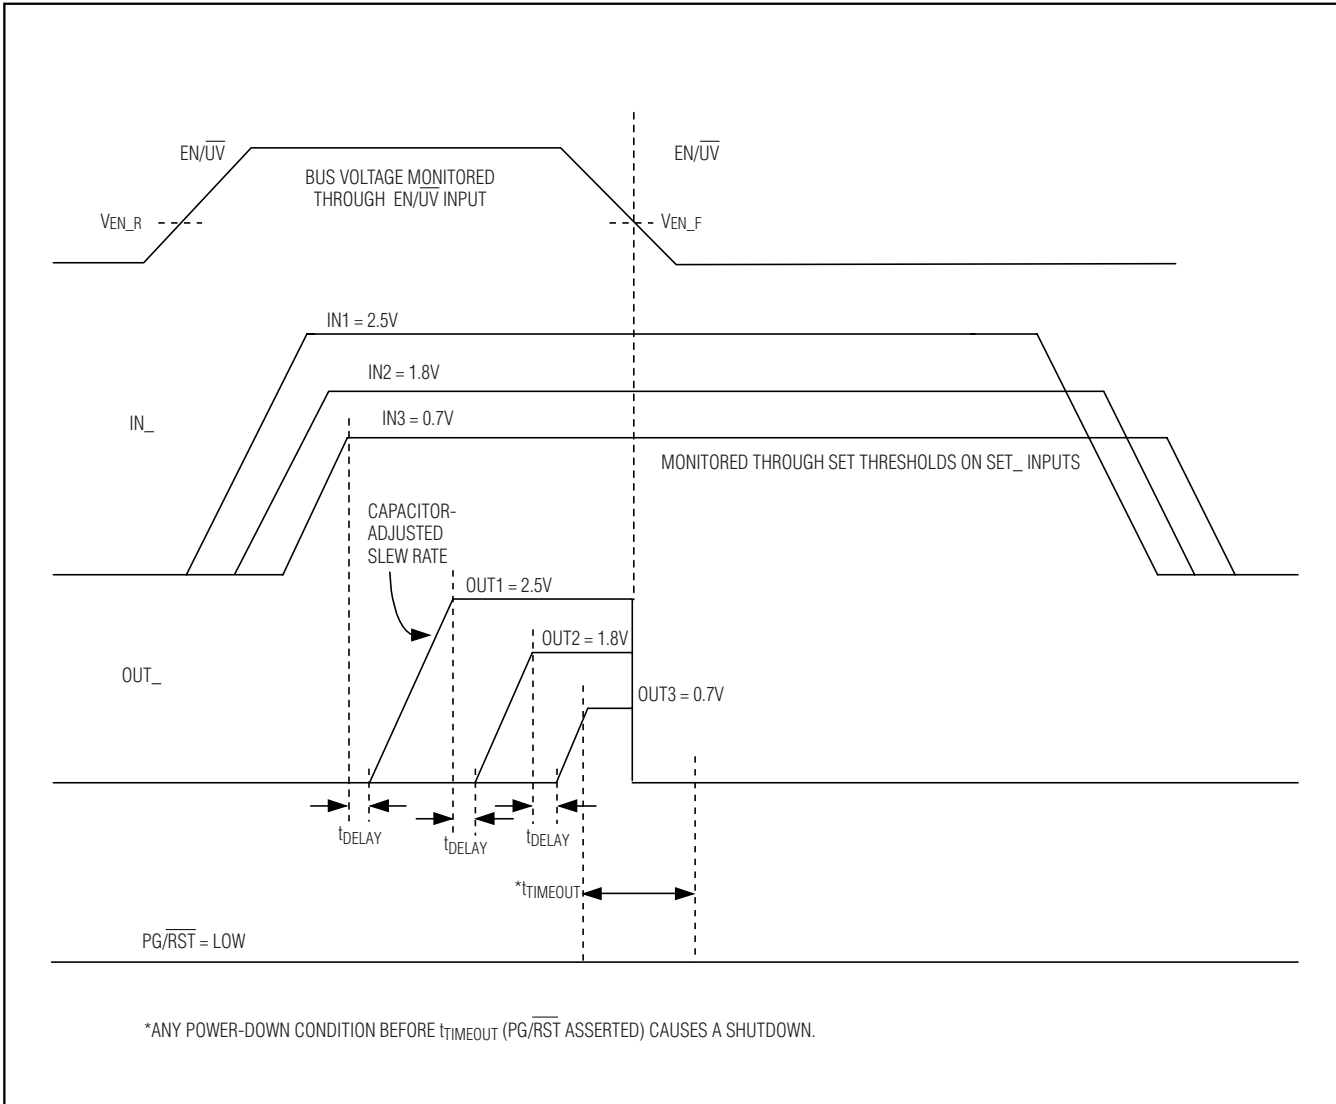 EN/UV
BUS VOLTAGE MONITORED
THROUGH EN/UV INPUT
EN/UV
VEN_R
VEN_F
IN1 = 2.5V
IN2 = 1.8V
IN3 = 0.7V
IN_
MONITORED THROUGH SET THRESHOLDS ON SET_ INPUTS
CAPACITOR-
ADJUSTED
SLEW RATE
OUT1 = 2.5V
OUT2 = 1.8V
OUT3 = 0.7V
OUT_
tDELAY
tDELAY
tDELAY
*tTIMEOUT
PG/RST = LOW
*ANY POWER-DOWN CONDITION BEFORE tTIMEOUT (PG/RST ASSERTED) CAUSES A SHUTDOWN.